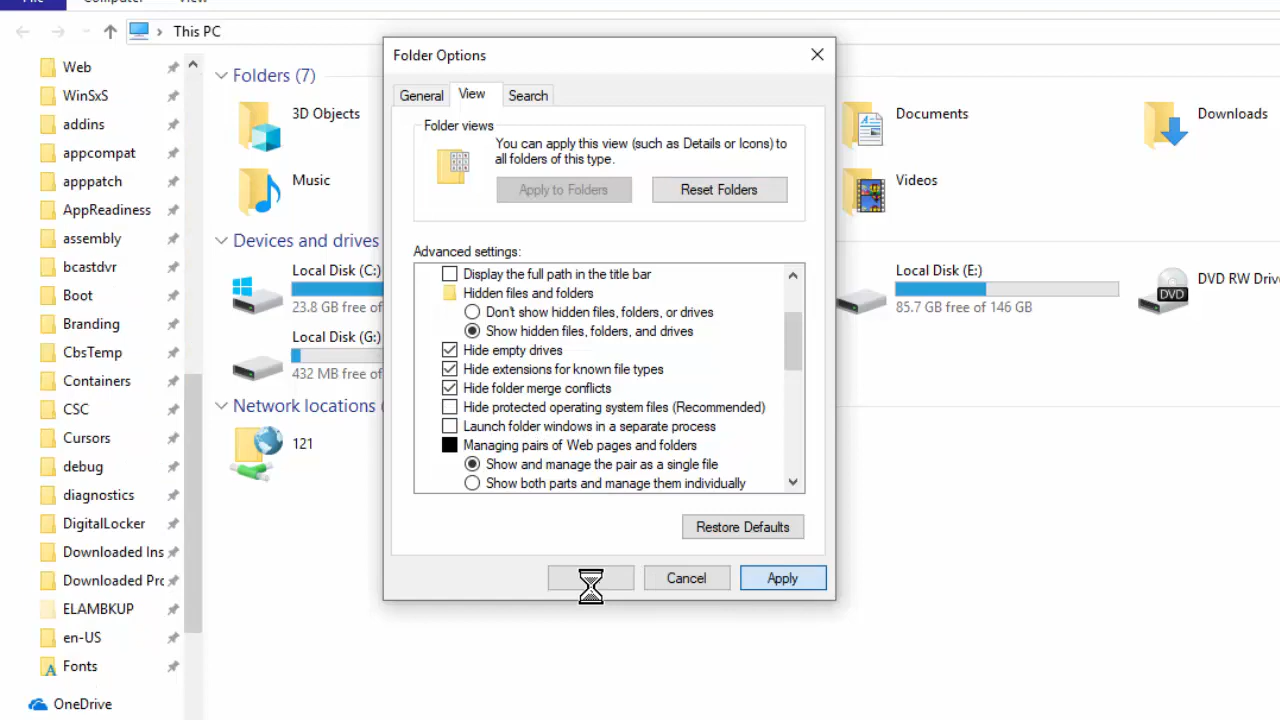 File Computer View
This PC
Web
WinSxS
addins
appcompat
apppatch
AppReadiness
assembly
bcastdvr
Boot
Branding
CbsTemp
Containers
CSC
Cursors
debug
diagnostics
DigitalLocker
Downloaded Ins
Downloaded Pro
ELAMBKUP
en-US
Fonts
OneDrive
Folders (7)
3D Objects
Documents
Downloads
Music
Videos
Devices and drives
Local Disk (C:)
23.8 GB free of
Local Disk (E:)
85.7 GB free of 146 GB
DVD
DVD RW Drive
Local Disk (G:)
432 MB free of
Network locations (
121
Folder Options
General View Search
Folder views
You can apply this view (such as Details or Icons) to
all folders of this type.
Apply to Folders Reset Folders
Advanced settings:
Display the full path in the title bar
Hidden files and folders
Don't show hidden files, folders, or drives
Show hidden files, folders, and drives
Hide empty drives
Hide extensions for known file types
Hide folder merge conflicts
Hide protected operating system files (Recommended)
Launch folder windows in a separate process
Managing pairs of Web pages and folders
Show and manage the pair as a single file
Show both parts and manage them individually
Restore Defaults
Cancel Apply